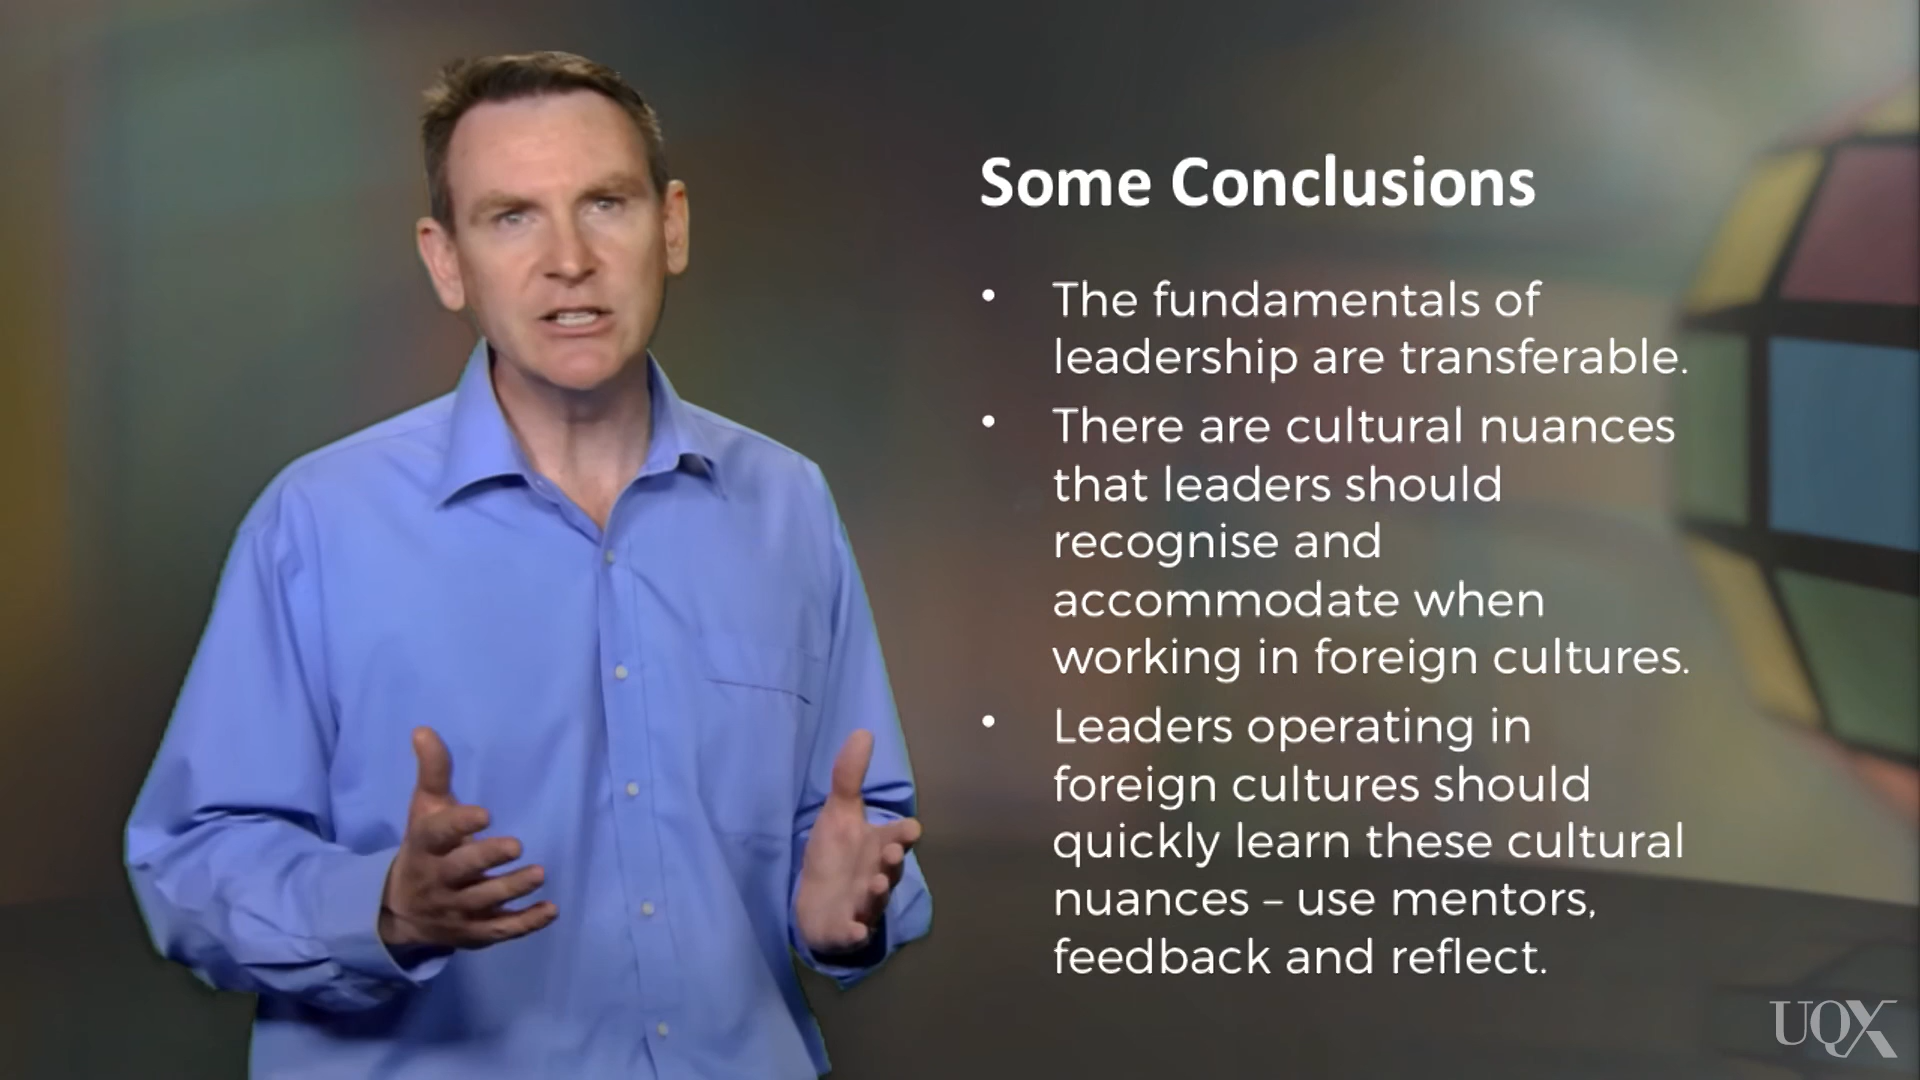 Some Conclusions
• The fundamentals of
leadership are transferable.
• There are cultural nuances
that leaders should
recognise and
accommodate when
working in foreign cultures.
• Leaders operating in
foreign cultures should
quickly learn these cultural
nuances – use mentors,
feedback and reflect.
UQX